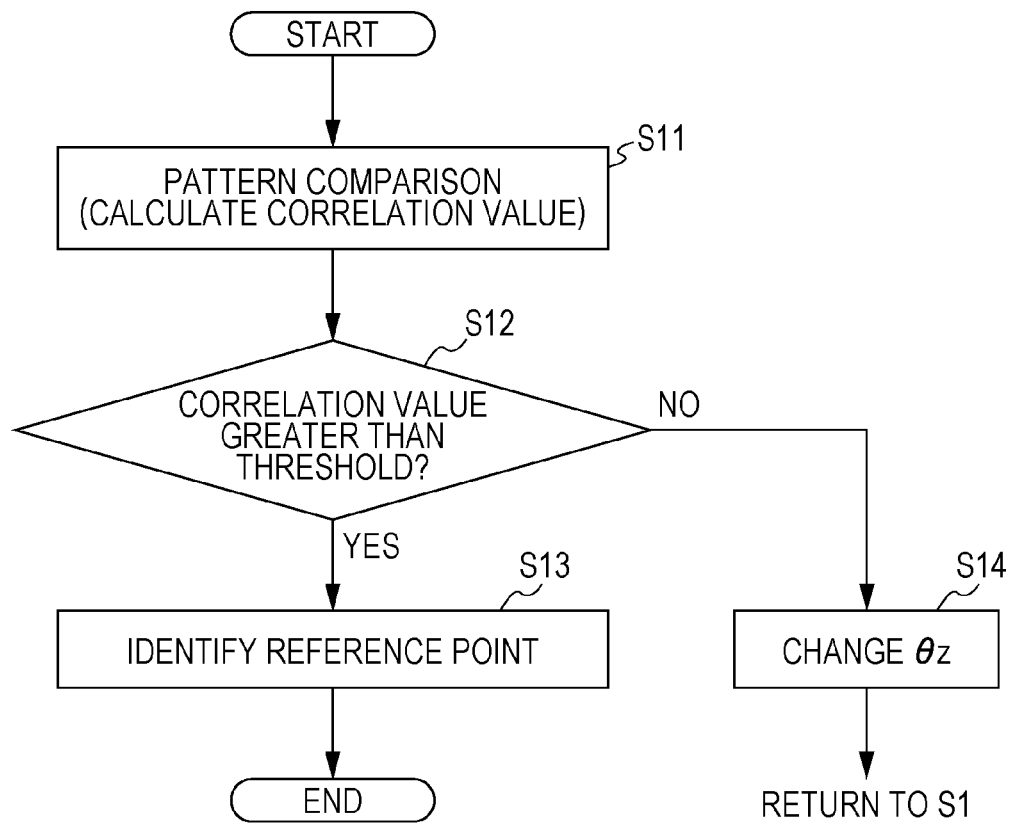 START
S11
PATTERN COMPARISON
(CALCULATE CORRELATION VALUE)
S12
CORRELATION VALUE
GREATER THAN
THRESHOLD?
NO
YES
S13
IDENTIFY REFERENCE POINT
S14
CHANGE θz
END
RETURN TO S1